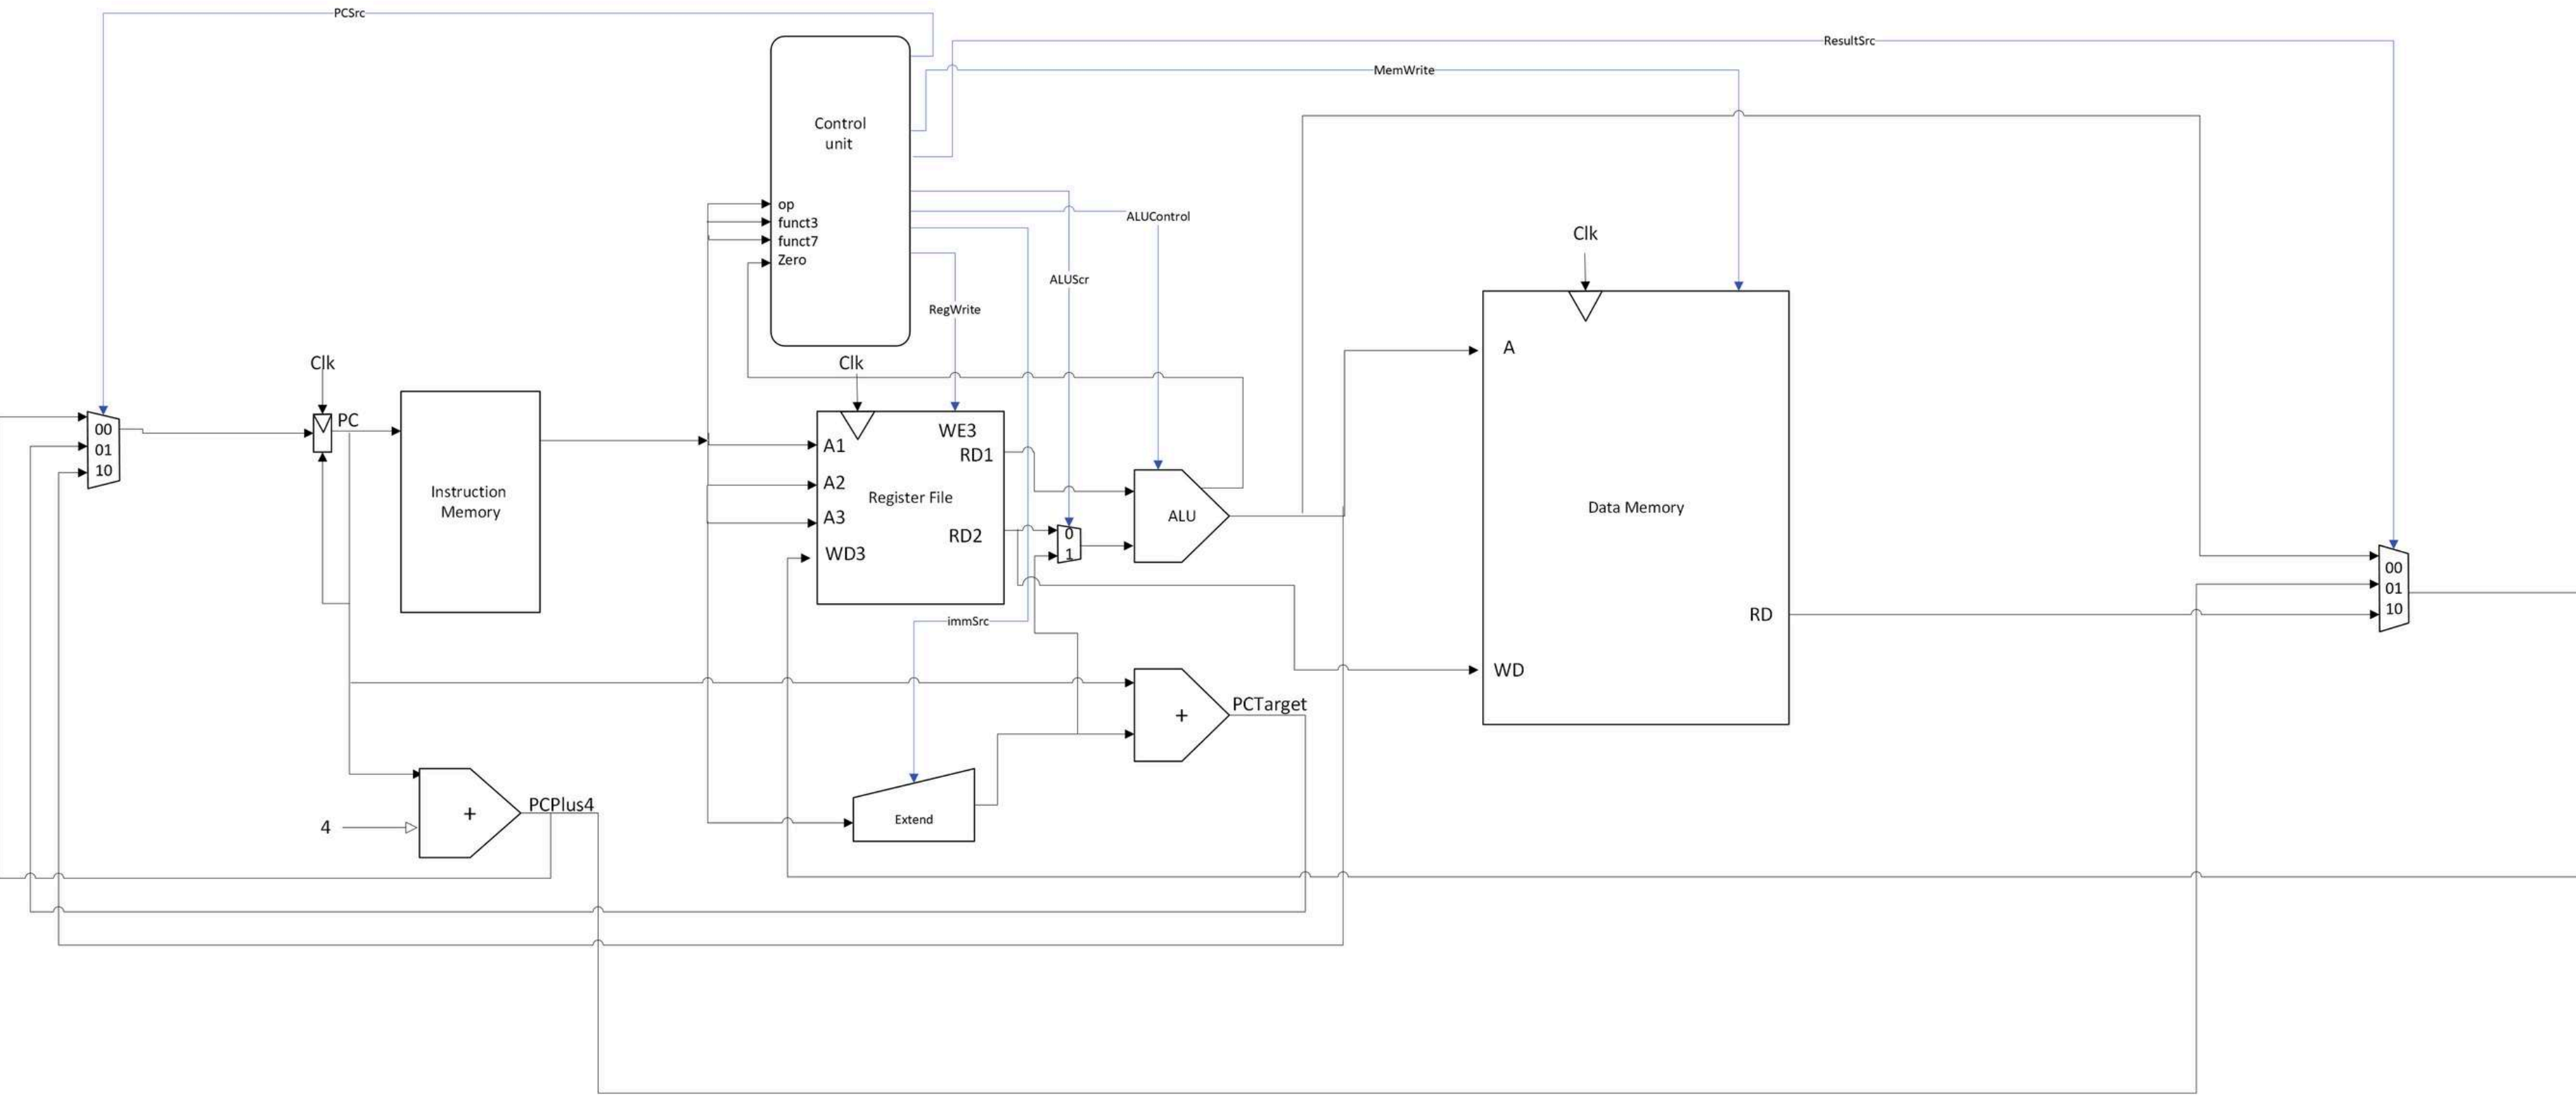 PCSrc
ResultSrc
MemWrite
Control
unit
op
funct3
funct7
Zero
ALUControl
Clk
ALUScr
RegWrite
Clk
Clk
A
PC
00
01
10
A1
A2
A3
WD3
WE3
RD1
Register File
RD2
Instruction
Memory
0
1
ALU
Data Memory
00
01
10
RD
immSrc
WD
+
PCTarget
PCPlus4
+
4
Extend